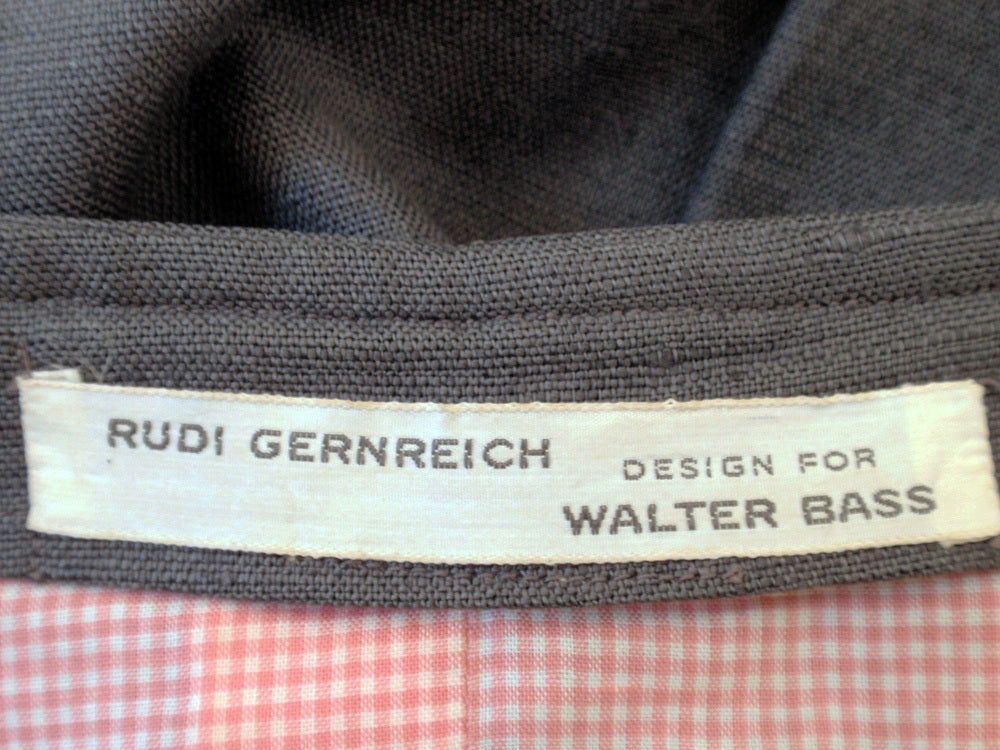 RUDI GERNREICH
DESIGN FOR
WALTER BASS